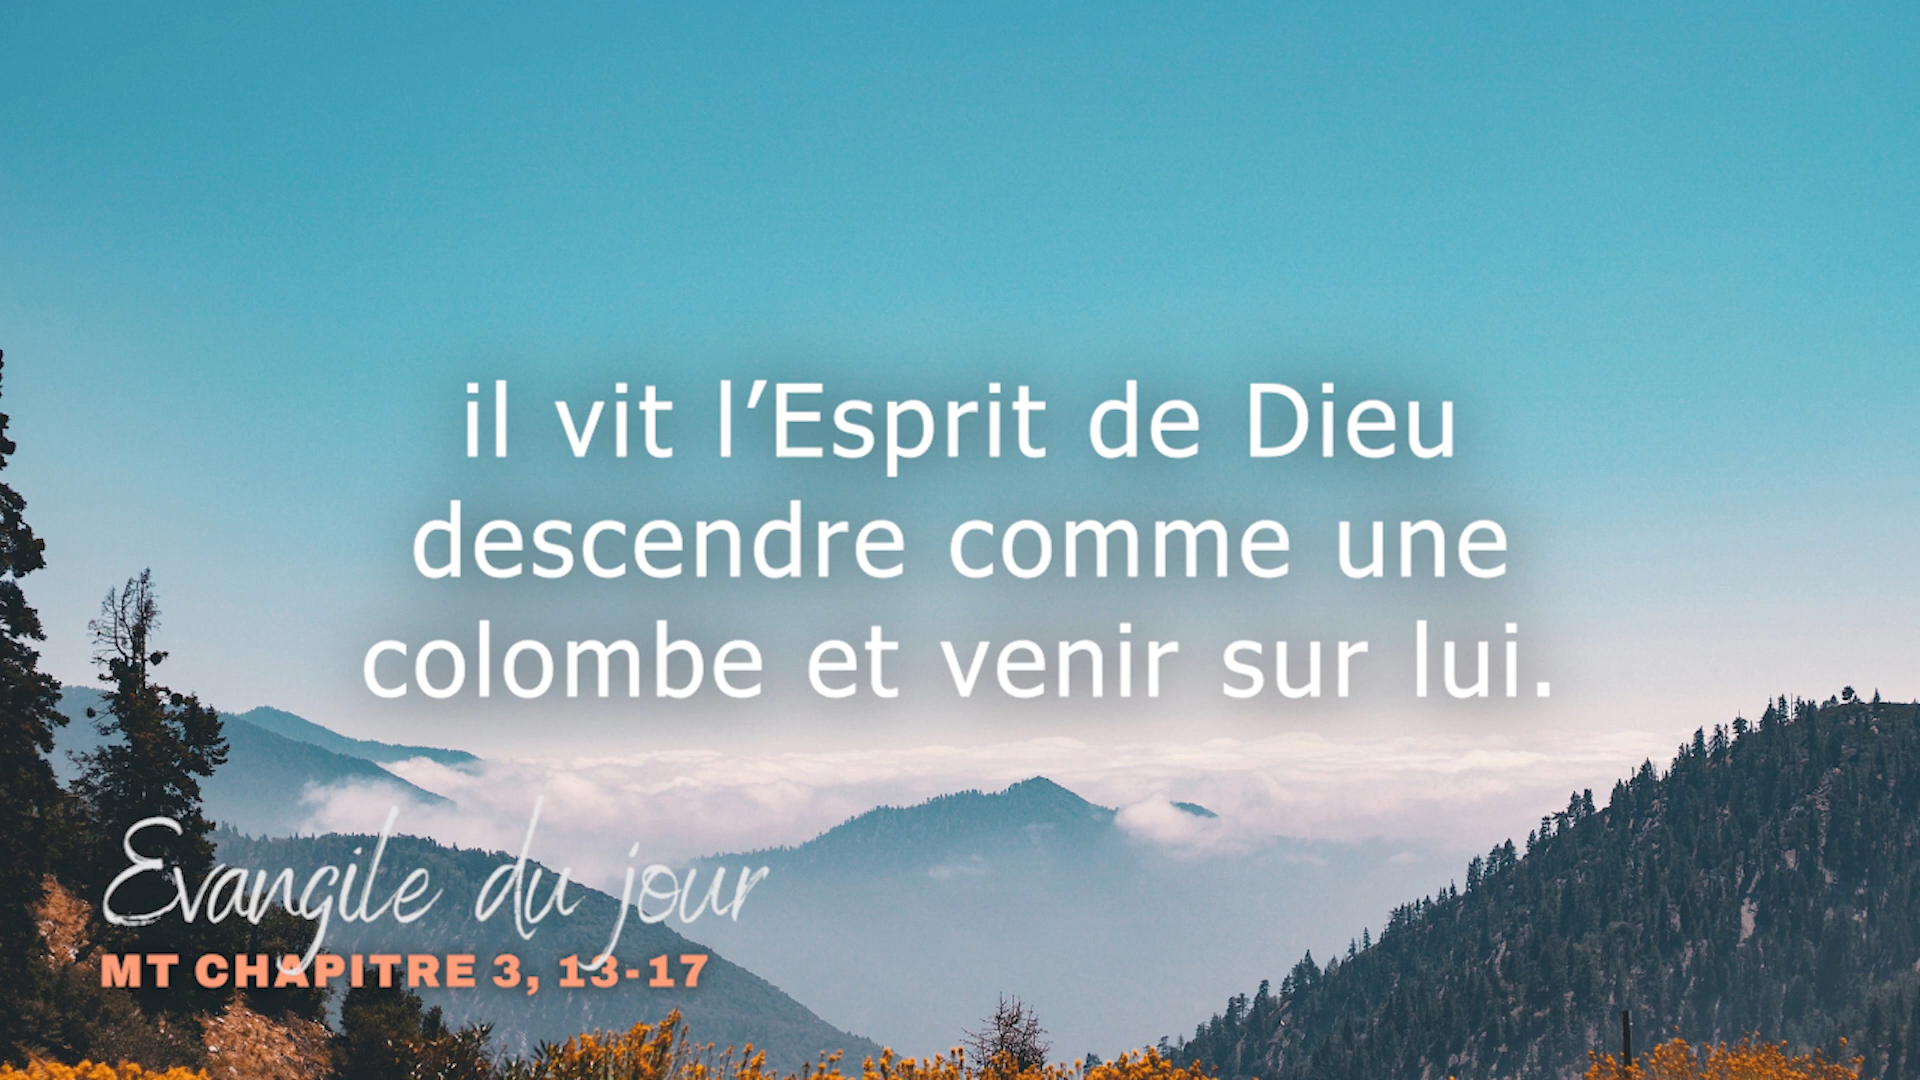 il vit l’Esprit de Dieu
descendre comme une
colombe et venir sur lui.
Evangile du jour
MT CHAPITRE 3, 13-17